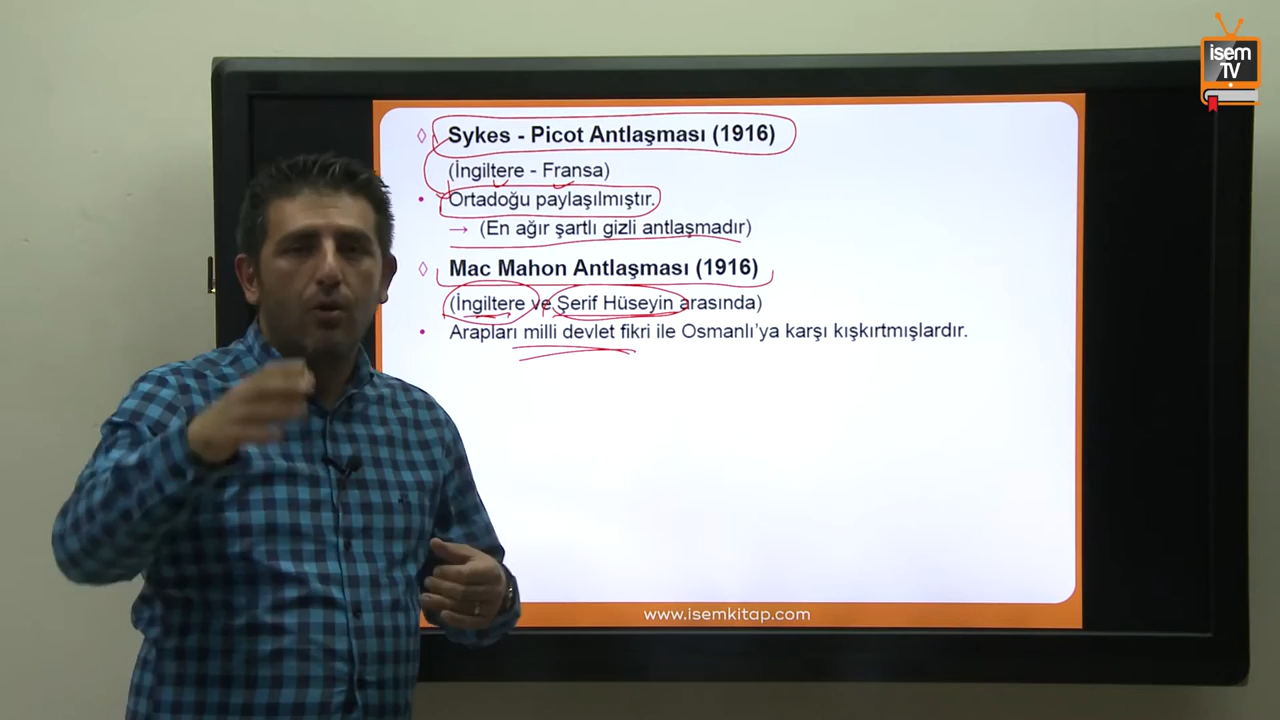 isem
TV
Sykes - Picot Antlaşması (1916)
(İngiltere - Fransa)
Ortadoğu paylaşılmıştır.
→ (En ağır şartlı gizli antlaşmadır)
Mac Mahon Antlaşması (1916)
(İngiltere ve Şerif Hüseyin arasında)
Arapları milli devlet fikri ile Osmanlı'ya karşı kışkırtmışlardır.
www.isemkitap.com